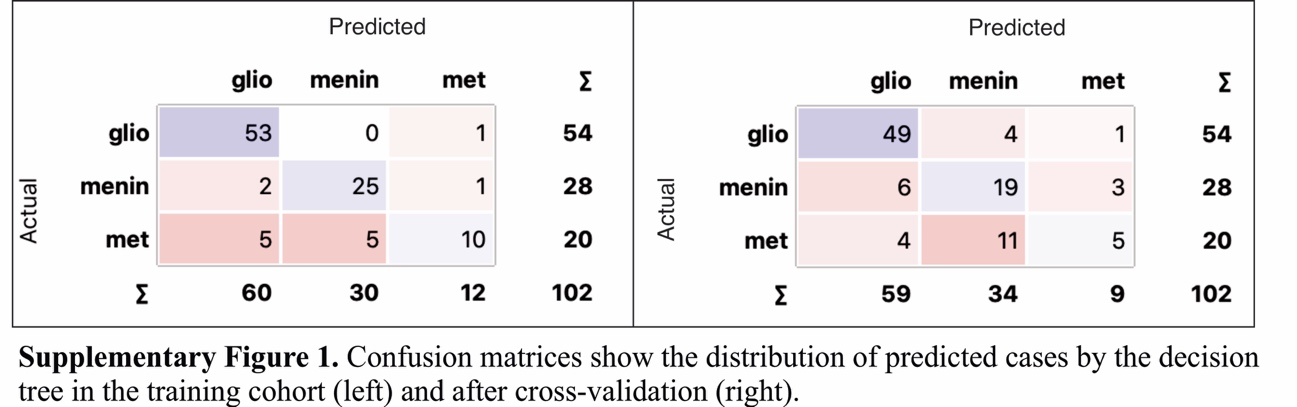 Predicted
glio menin met Σ
glio 53 0 1 54
menin 2 25 1 28
met 5 5 10 20
Σ 60 30 12 102
Actual
Predicted
glio menin met Σ
glio 49 4 1 54
menin 6 19 3 28
met 4 11 5 20
Σ 59 34 9 102
Actual
Supplementary Figure 1. Confusion matrices show the distribution of predicted cases by the decision
tree in the training cohort (left) and after cross-validation (right).